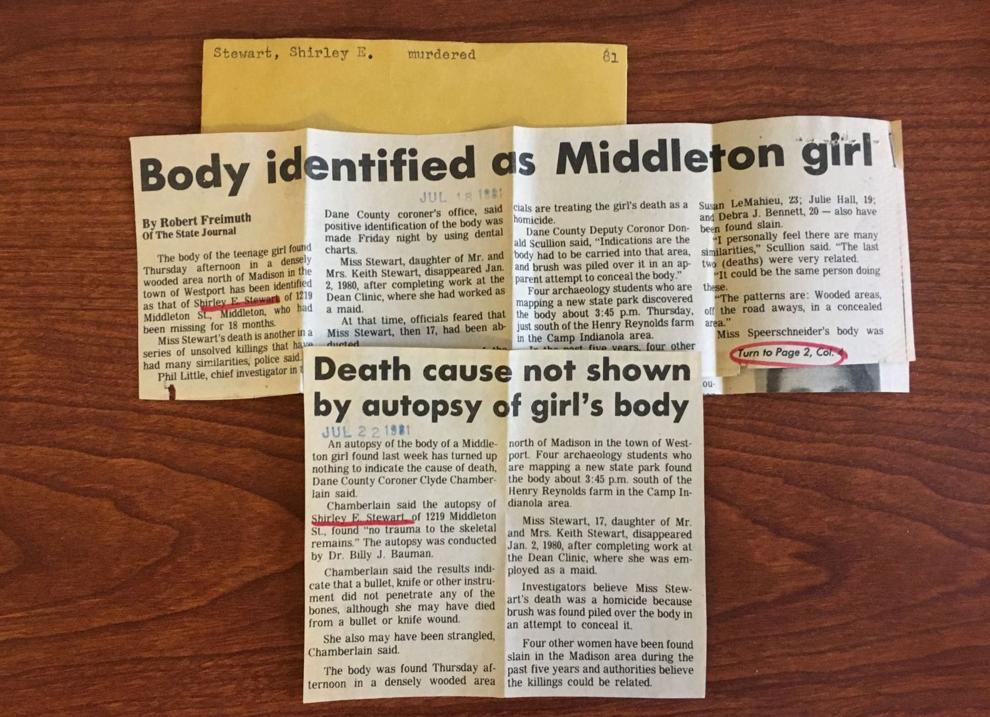 Stewart, Shirley E. murdered 81
Body identified as Middleton girl
JUL 18 1981
By Robert Freimuth
Of The State Journal
The body of the teenage girl found
Thursday afternoon in a densely
wooded area north of Madison in the
town of Westport has been identified
as that of Shirley E. Stewart of 1219
Middleton St., Middleton, who had
been missing for 18 months.
Miss Stewart's death is another in a
series of unsolved killings that have
had many similarities, police said.
Phil Little, chief investigator in
Dane County coroner's office, said
positive identification of the body was
made Friday night by using dental
charts.
Miss Stewart, daughter of Mr. and
Mrs. Keith Stewart, disappeared Jan.
2, 1980, after completing work at the
Dean Clinic, where she had worked as
a maid.
At that time, officials feared that
Miss Stewart, then 17, had been ab-
ducted.
cials are treating the girl's death as a
homicide.
Dane County Deputy Coroner Don-
ald Scullion said, "Indications are the
body had to be carried into that area,
and brush was piled over it in an ap-
parent attempt to conceal the body."
Four archaeology students who are
mapping a new state park discovered
the body about 3:45 p.m. Thursday,
just south of the Henry Reynolds farm
in the Camp Indianola area.
In the past five years, four other
Susan LeMahieu, 23; Julie Hall, 19;
and Debra J. Bennett, 20 — also have
been found slain.
"I personally feel there are many
similarities," Scullion said. "The last
two (deaths) were very related.
"It could be the same person doing
these.
"The patterns are: Wooded areas,
off the road away, in a concealed
area."
Miss Speerschneider's body was
Turn to Page 2, Col.
ou-
Death cause not shown
by autopsy of girl's body
JUL 22 1981
An autopsy of the body of a Middle-
ton girl found last week has turned up
nothing to indicate the cause of death,
Dane County Coroner Clyde Chamber-
lain said.
Chamberlain said the autopsy of
Shirley E. Stewart, of 1219 Middleton
St., found "no trauma to the skeletal
remains." The autopsy was conducted
by Dr. Billy J. Bauman.
Chamberlain said the results indi-
cate that a bullet, knife or other instru-
ment did not penetrate any of the
bones, although she may have died
from a bullet or knife wound.
She also may have been strangled,
Chamberlain said.
The body was found Thursday af-
ternoon in a densely wooded area
north of Madison in the town of West-
port. Four archaeology students who
are mapping a new state park found
the body about 3:45 p.m. south of the
Henry Reynolds farm in the Camp In-
dianola area.
Miss Stewart, 17, daughter of Mr.
and Mrs. Keith Stewart, disappeared
Jan. 2, 1980, after completing work at
the Dean Clinic, where she was em-
ployed as a maid.
Investigators believe Miss Stew-
art's death was a homicide because
brush was found piled over the body in
an attempt to conceal it.
Four other women have been found
slain in the Madison area during the
past five years and authorities believe
the killings could be related.